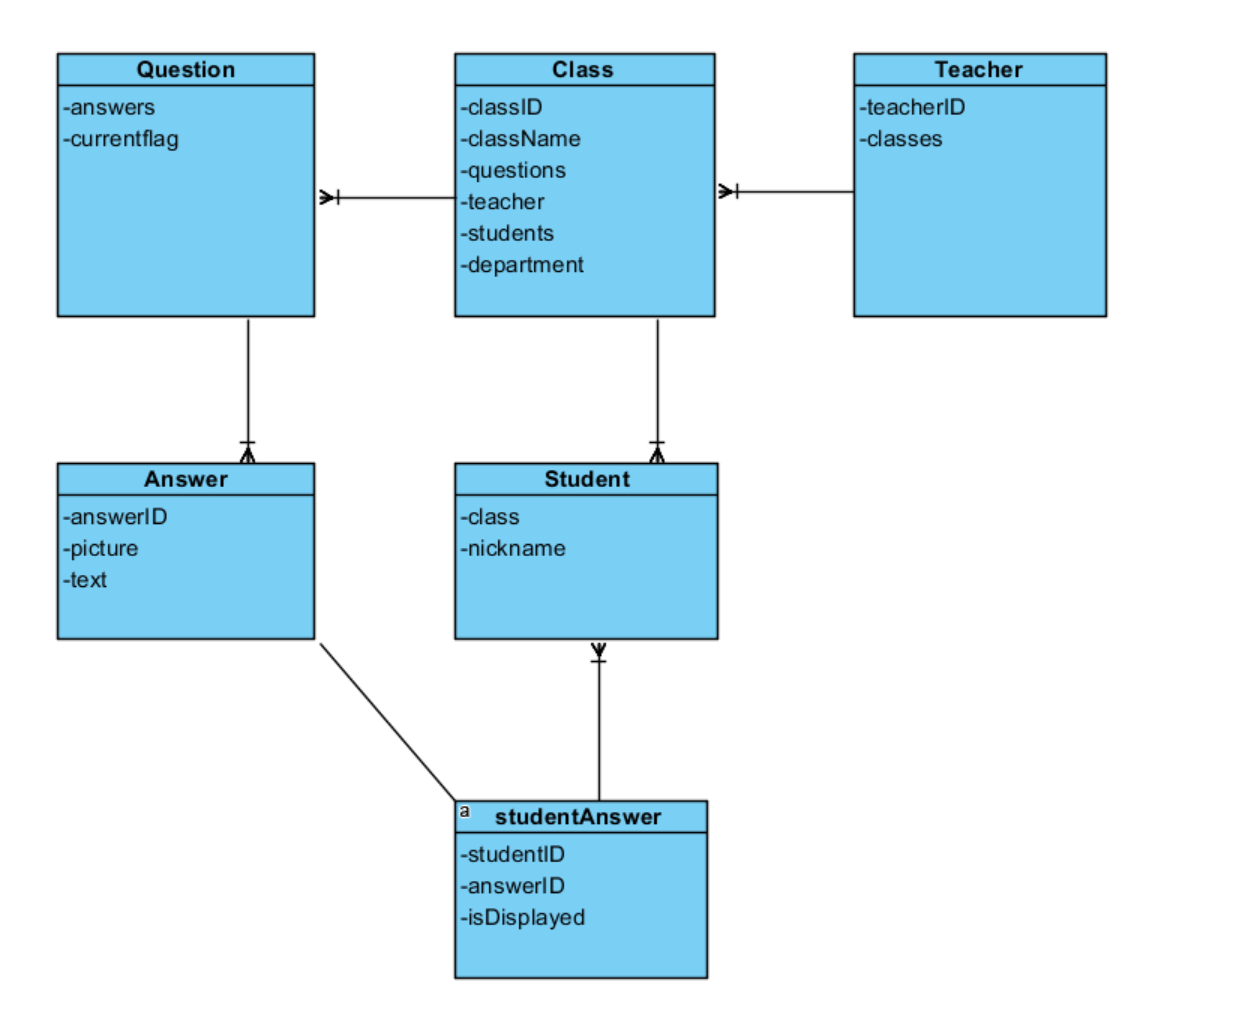 Question
-answers
-currentflag
Class
-classID
-className
-questions
-teacher
-students
-department
Teacher
-teacherID
-classes
Answer
-answerID
-picture
-text
Student
-class
-nickname
a
studentAnswer
-studentID
-answerID
-isDisplayed